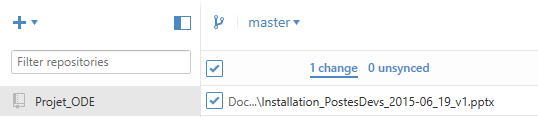 master
Filter repositories
1 change 0 unsynced
Projet_ODE
Doc...\Installation_PostesDevs_2015-06_19_v1.pptx